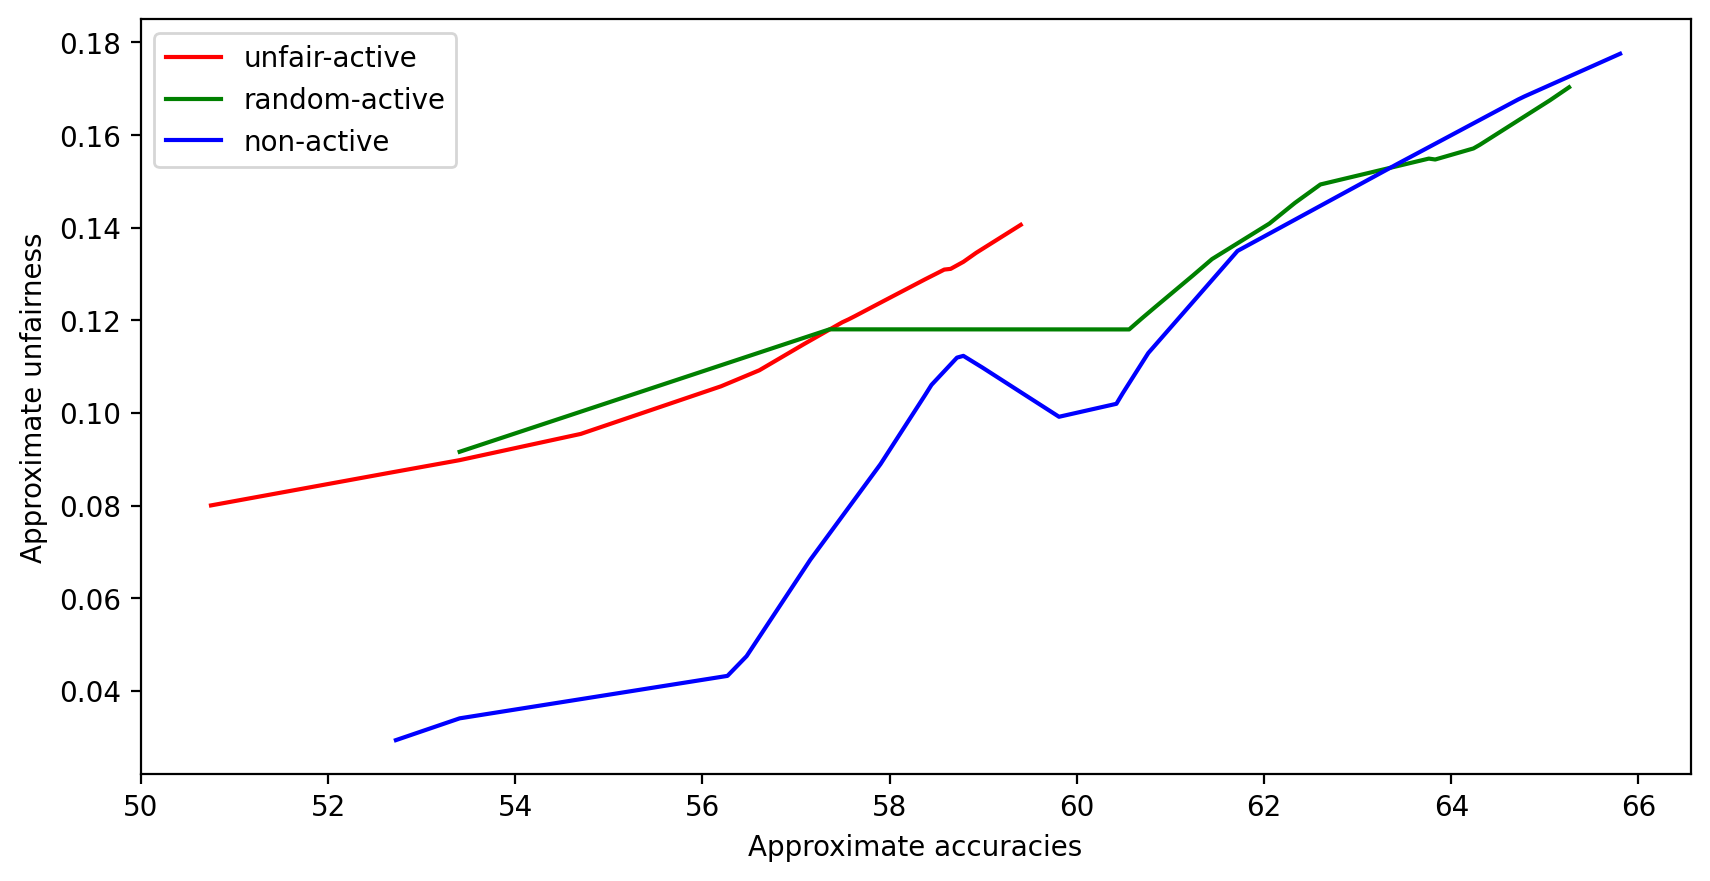 unfair-active
random-active
non-active
0.18
0.16
0.14
0.12
0.10
0.08
0.06
0.04
Approximate unfairness
50 52 54 56 58 60 62 64 66
Approximate accuracies